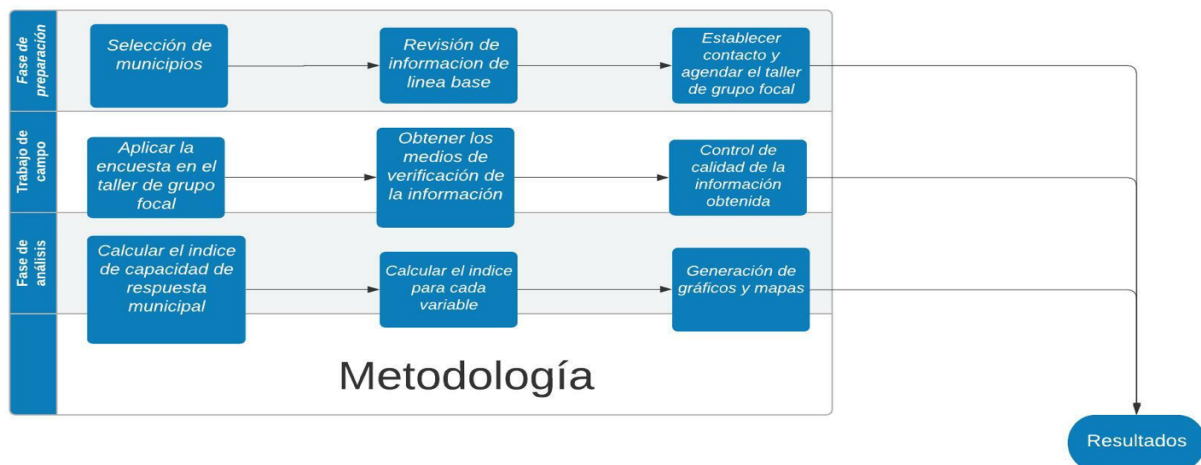 Fase de
preparación
Selección de
municipios
Revisión de
informacion de
linea base
Establecer
contacto y
agendar el taller
de grupo focal
Trabajo de
campo
Aplicar la
encuesta en el
taller de grupo
focal
Obtener los
medios de
verificación de
la información
Control de
calidad de la
información
obtenida
Fase de
análisis
Calcular el indice
de capacidad de
respuesta
municipal
Calcular el indice
para cada
variable
Generación de
gráficos y mapas
Metodología
Resultados